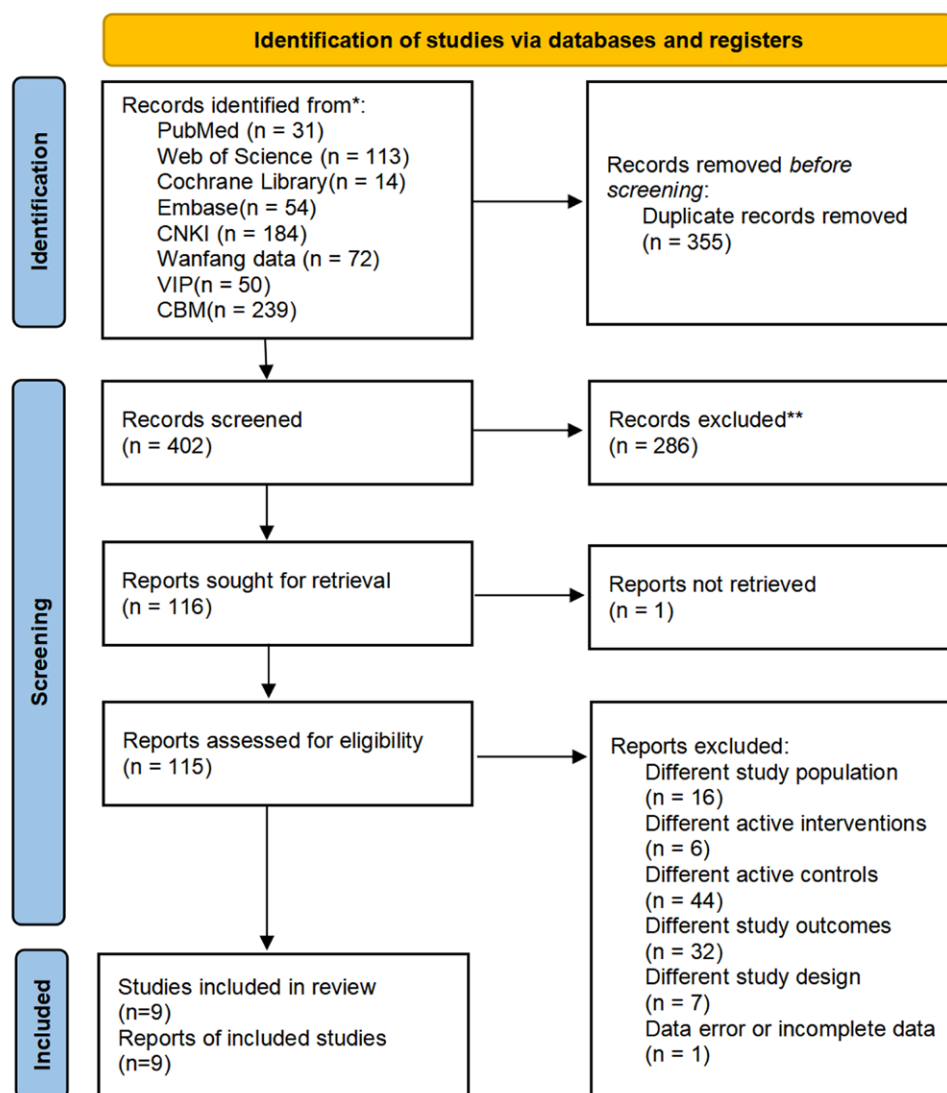 Identification of studies via databases and registers
Identification
Records identified from*:
PubMed (n = 31)
Web of Science (n = 113)
Cochrane Library(n = 14)
Embase(n = 54)
CNKI (n = 184)
Wanfang data (n = 72)
VIP(n = 50)
CBM(n = 239)
Records removed before
screening:
Duplicate records removed
(n = 355)
Screening
Records screened
(n = 402)
Records excluded**
(n = 286)
Reports sought for retrieval
(n = 116)
Reports not retrieved
(n = 1)
Reports assessed for eligibility
(n = 115)
Reports excluded:
Different study population
(n = 16)
Different active interventions
(n = 6)
Different active controls
(n = 44)
Different study outcomes
(n = 32)
Different study design
(n = 7)
Data error or incomplete data
(n = 1)
Included
Studies included in review
(n=9)
Reports of included studies
(n=9)